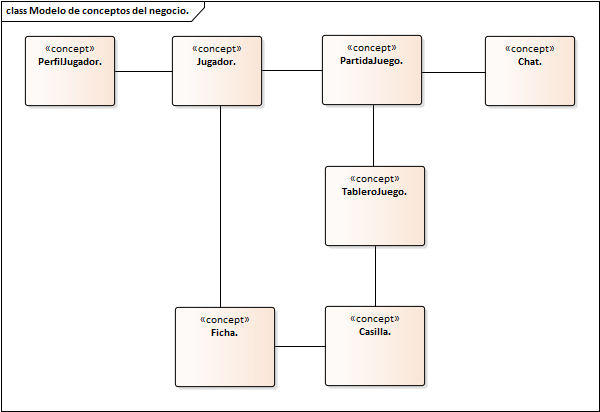 class Modelo de conceptos del negocio.
«concept»
PerfilJugador.
«concept»
Jugador.
«concept»
PartidaJuego.
«concept»
Chat.
«concept»
TableroJuego.
«concept»
Ficha.
«concept»
Casilla.